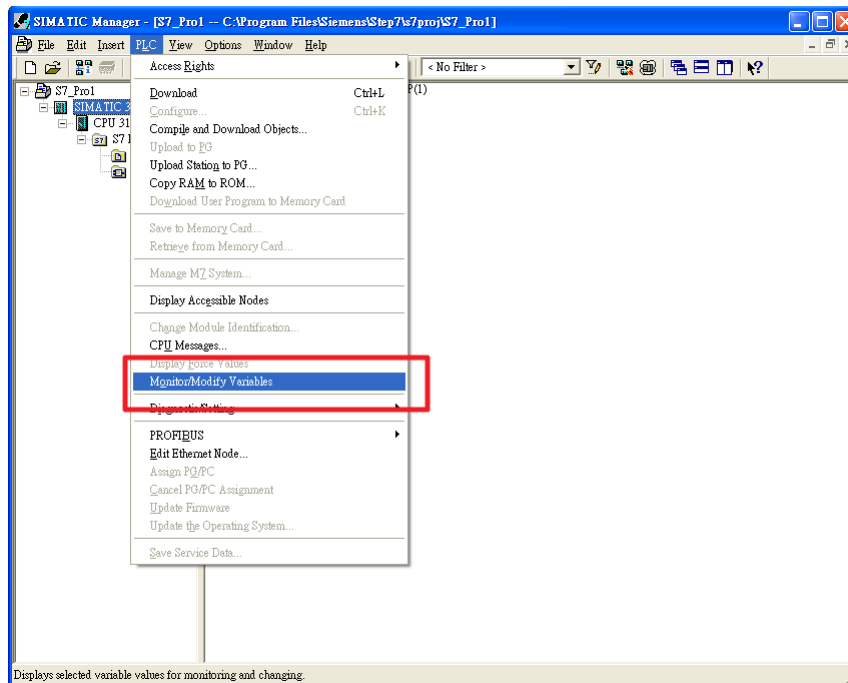 SIMATIC Manager - [S7_Pro1 -- C:\Program Files\Siemens\Step7\s7proj\S7_Pro1]
File Edit Insert PLC View Options Window Help
< No Filter >
Access Rights
S7_Pro1
SIMATIC 3
CPU 31
S7
Download Ctrl+L
Configure... Ctrl+K
Compile and Download Objects...
Upload to PG
Upload Station to PG...
Copy RAM to ROM...
Download User Program to Memory Card
Save to Memory Card...
Retrieve from Memory Card...
Manage M7 System...
Display Accessible Nodes
Change Module Identification...
CPU Messages...
Display Force Values
Monitor/Modify Variables
Diagnostic/Setting
PROFIBUS
Edit Ethernet Node...
Assign PG/PC
Cancel PG/PC Assignment
Update Firmware
Update the Operating System...
Save Service Data...
Displays selected variable values for monitoring and changing.